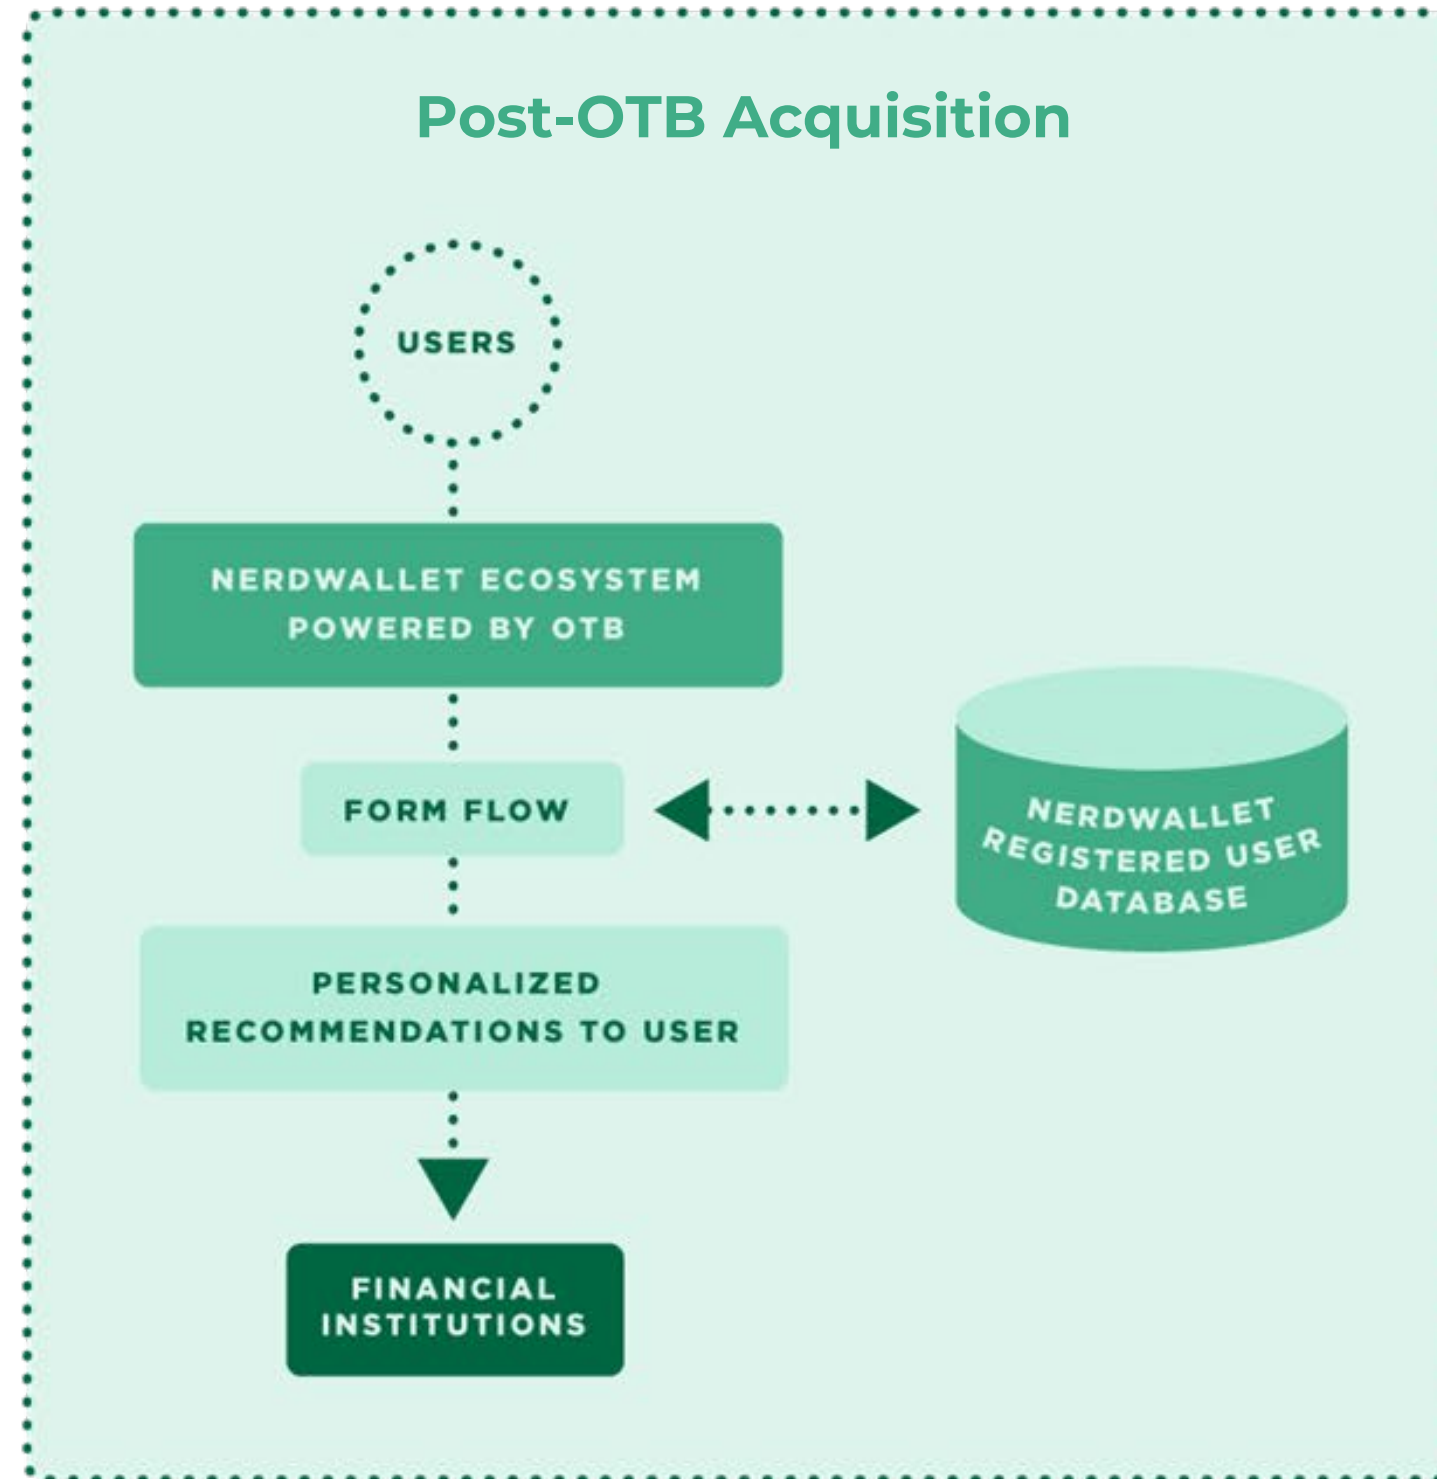 Post-OTB Acquisition
USERS
NERDWALLET ECOSYSTEM
POWERED BY OTB
FORM FLOW
NERDWALLET
REGISTERED USER
DATABASE
PERSONALIZED
RECOMMENDATIONS TO USER
FINANCIAL
INSTITUTIONS